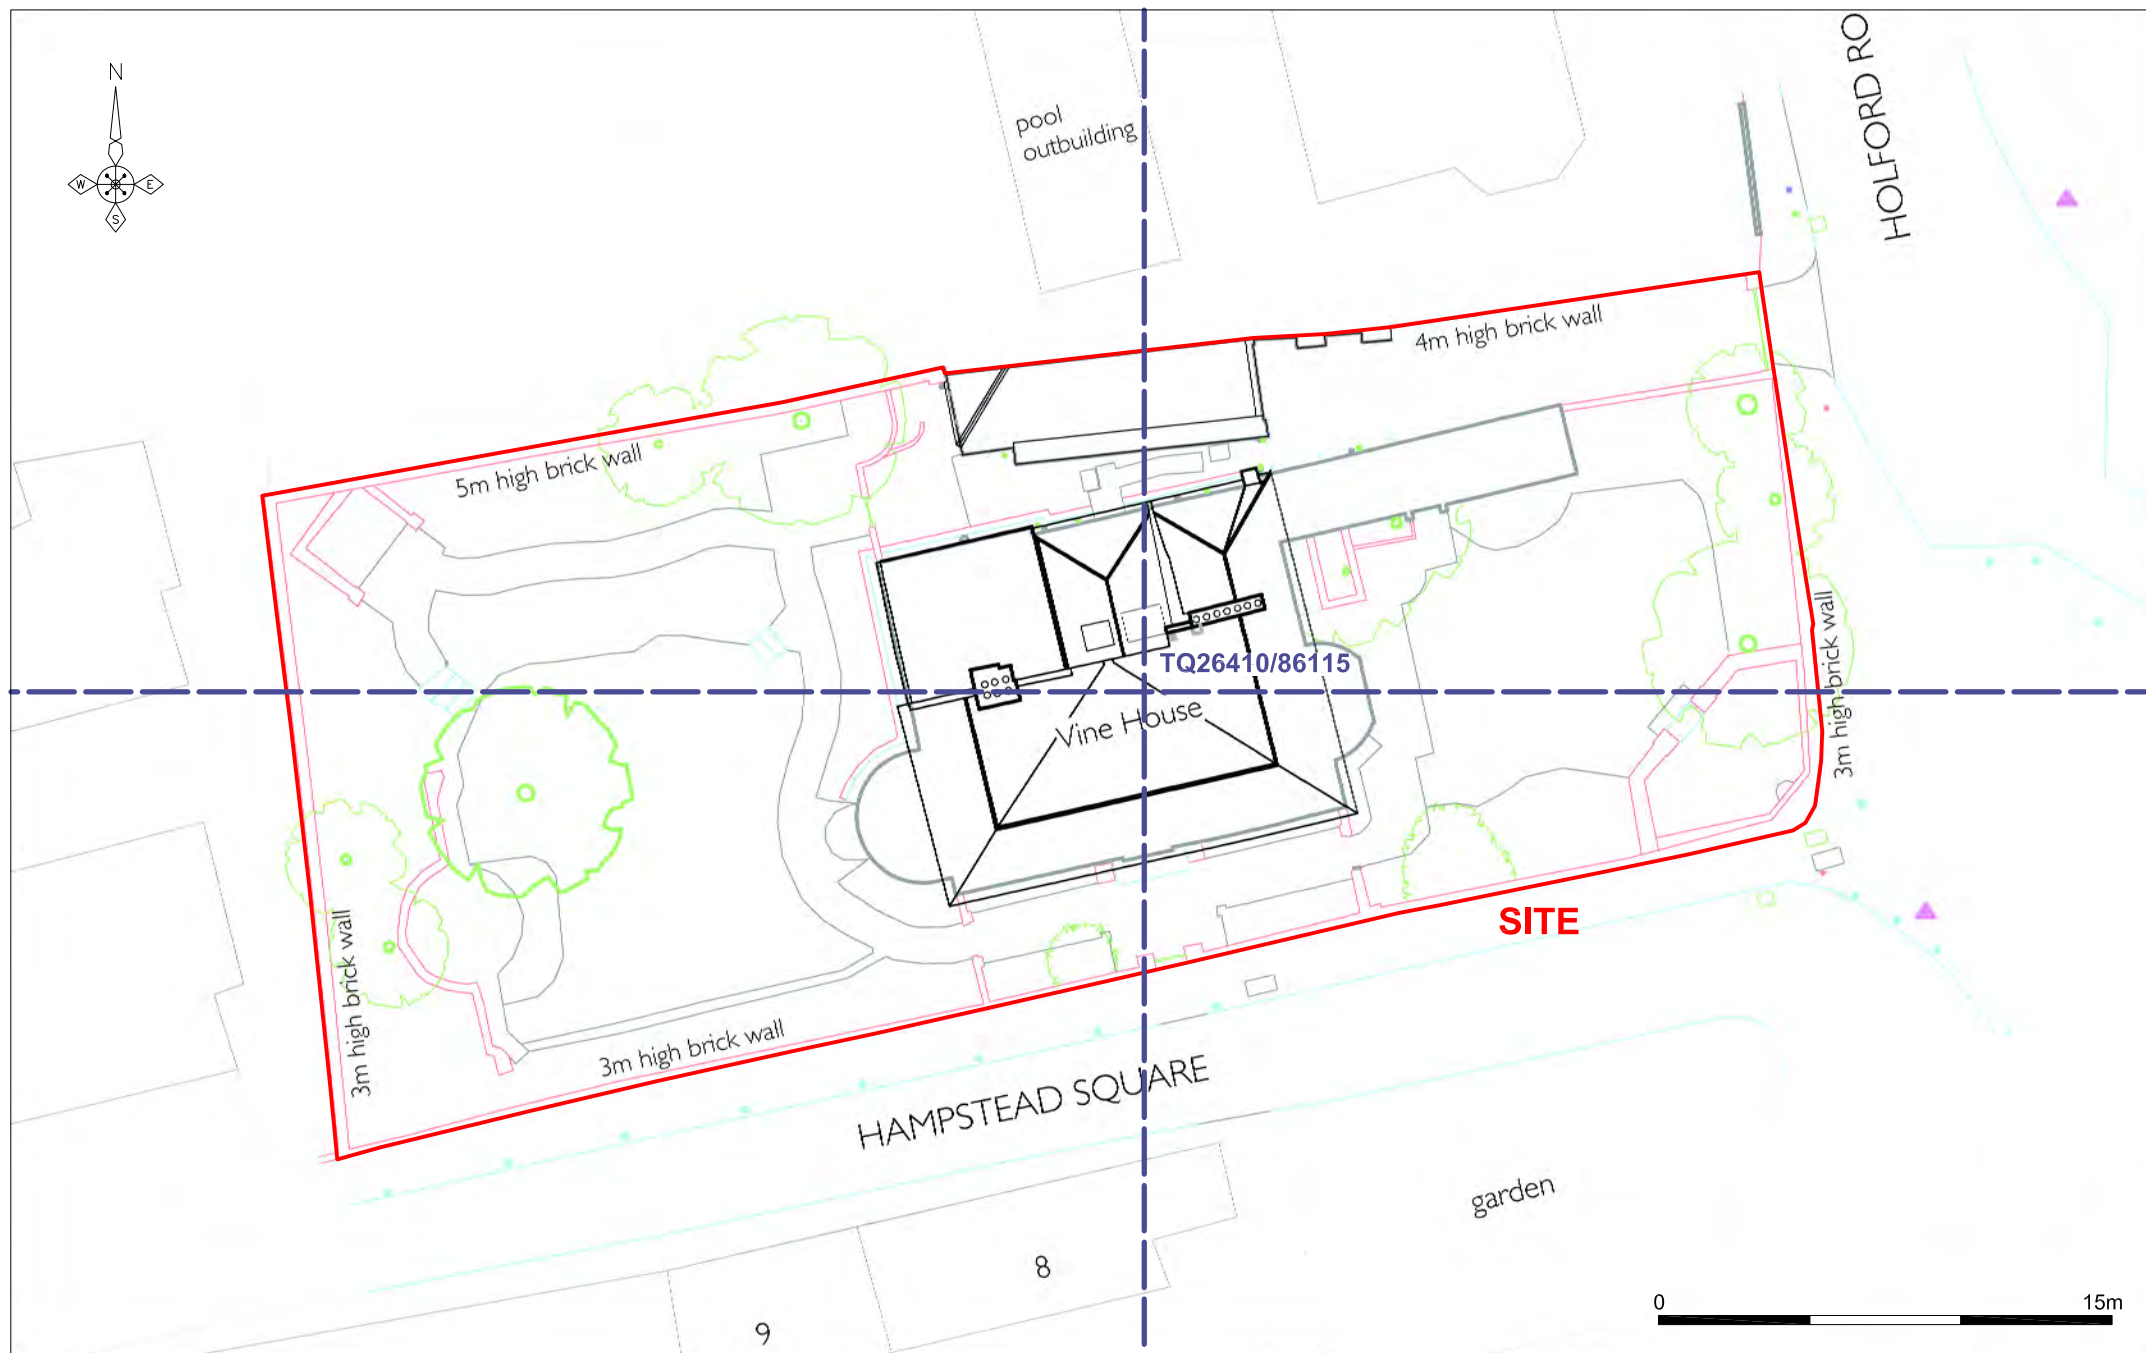 HOLFORD RO
N
W
E
S
pool
outbuilding
4m high brick wall
5m high brick wall
3m high brick wall
TQ26410/86115
Vine House
SITE
3m high brick wall
3m high brick wall
HAMPSTEAD SQUARE
garden
8
9
0
15m